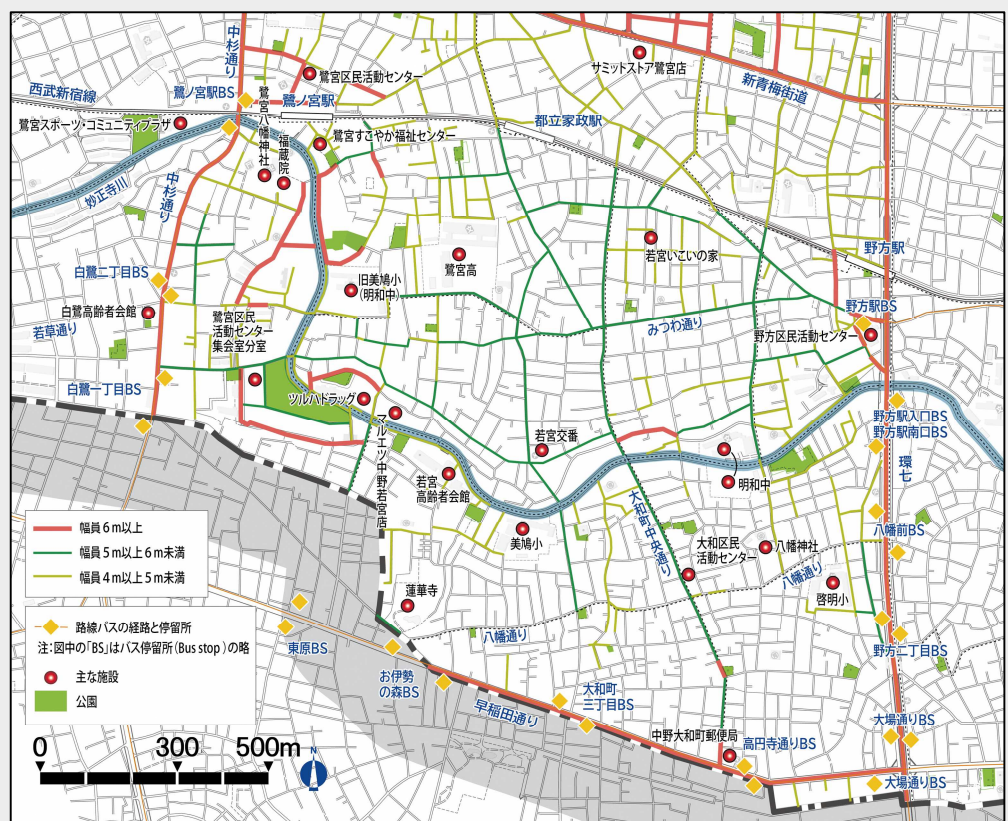 中杉通り
鷺宮区民活動センター
サミットストア鷺宮店
新青梅街道
西武新宿線
鷺ノ宮駅BS
鷺ノ宮駅
都立家政駅
鷺宮スポーツ・コミュニティプラザ
鷺宮八幡神社
福蔵院
鷺宮すこやか福祉センター
妙正寺川
中杉通り
鷺宮高
若宮いこいの家
野方駅
白鷺二丁目BS
旧美鳩小
(明和中)
白鷺高齢者会館
若草通り
鷺宮区民
活動センター
集会室分室
みつわ通り
野方駅BS
野方区民活動センター
白鷺一丁目BS
ツルハドラッグ
マルエツ中野若宮店
若宮交番
野方駅入口BS
野方駅南口BS
環七
若宮
高齢者会館
明和中
大和町中央通り
八幡前BS
美鳩小
大和区民
活動センター
八幡神社
八幡通り
啓明小
蓮華寺
八幡通り
野方二丁目BS
東原BS
お伊勢
の森BS
早稲田通り
大和町
三丁目BS
中野大和町郵便局
高円寺通りBS
大場通りBS
大場通りBS
幅員6m以上
幅員5m以上6m未満
幅員4m以上5m未満
路線バスの経路と停留所
注:図中の「BS」はバス停留所(Bus stop)の略
主な施設
公園
0 300 500m
N